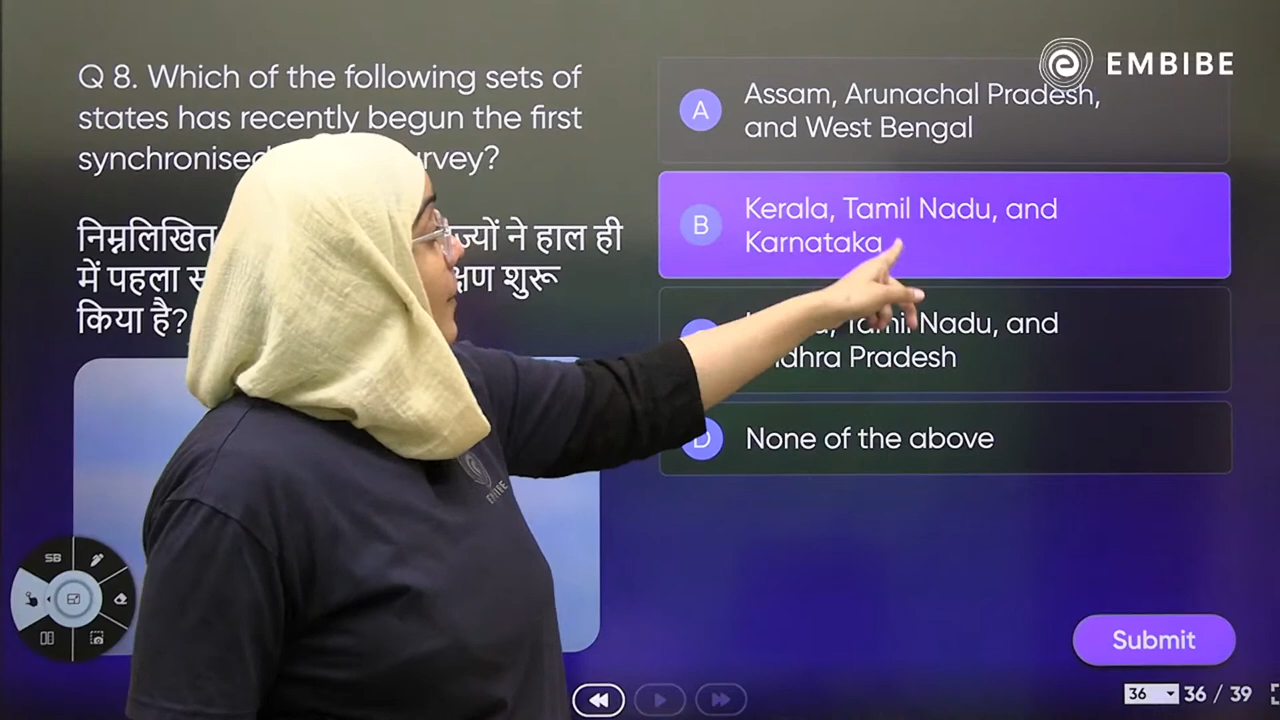 Q 8. Which of the following sets of
states has recently begun the first
synchronised urvey?
निम्नलिखित ज्यों ने हाल ही
में पहला क्षण शुरू
किया है?
EMBIBE
A
Assam, Arunachal Pradesh,
and West Bengal
B
Kerala, Tamil Nadu, and
Karnataka
Tamil Nadu, and
dhra Pradesh
D
None of the above
EMBIBE
SB
Submit
36
36 / 39